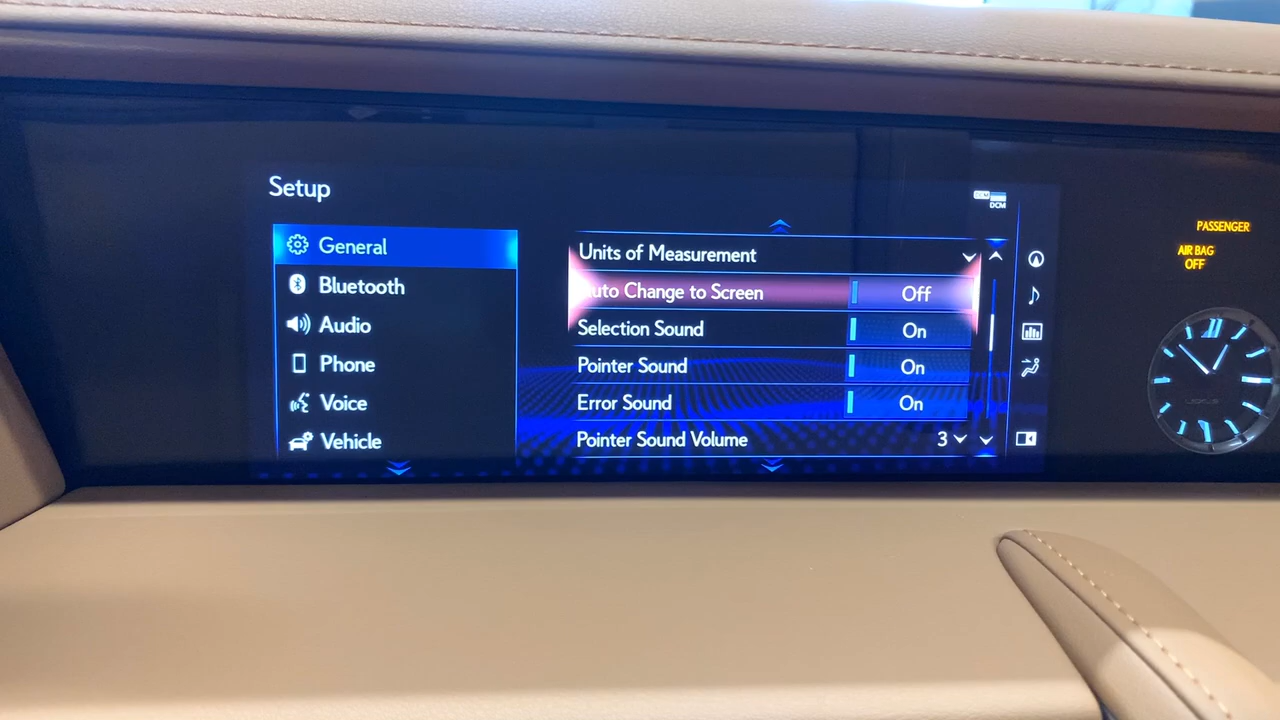 Setup
DCM
General
Bluetooth
Audio
Phone
Voice
Vehicle
Units of Measurement
Auto Change to Screen Off
Selection Sound On
Pointer Sound On
Error Sound On
Pointer Sound Volume 3
PASSENGER
AIR BAG
OFF
LEXUS